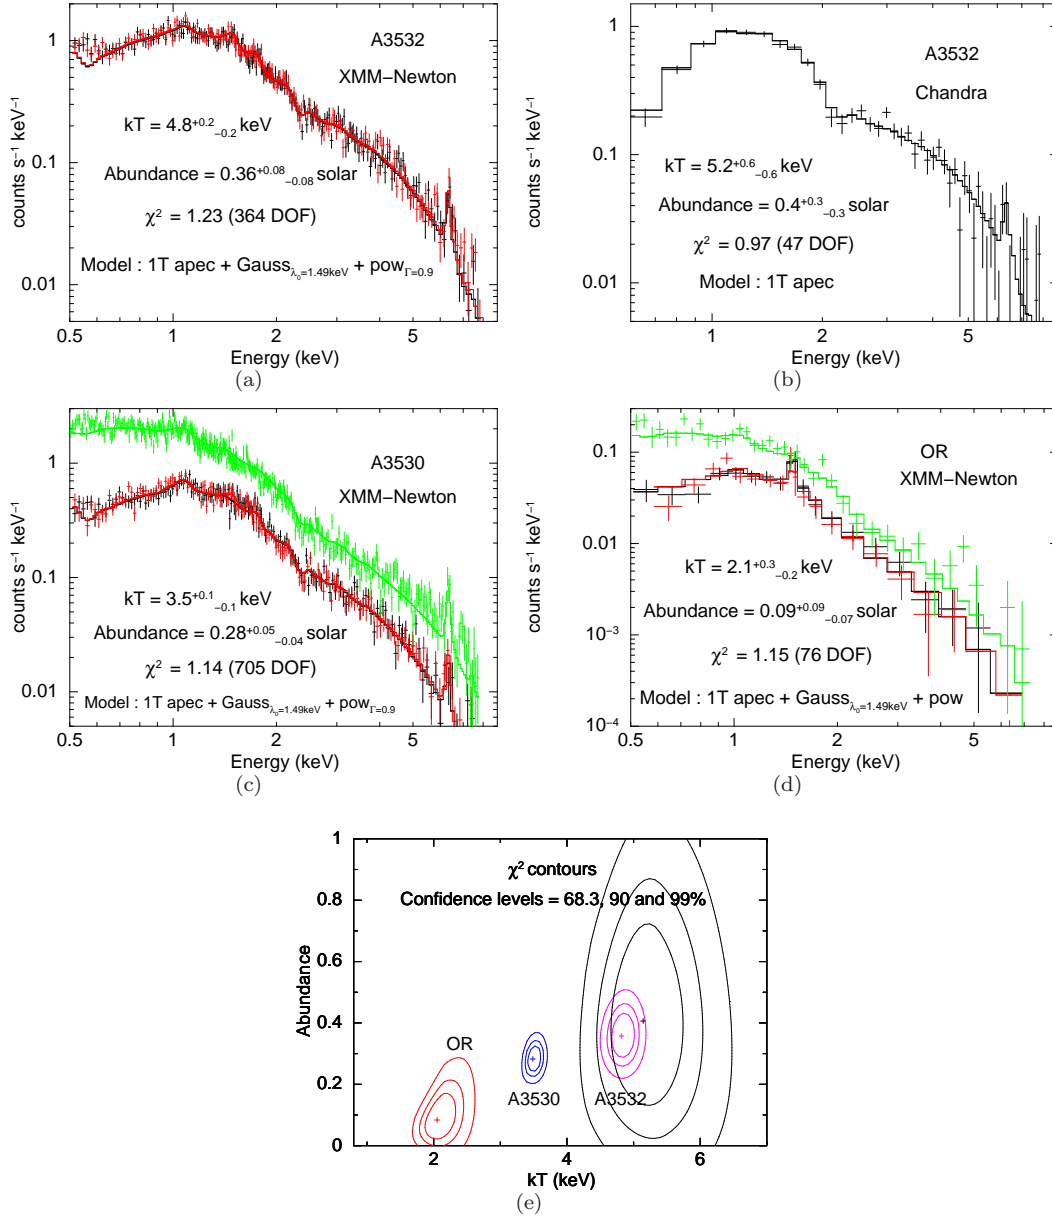 A3532
XMM−Newton
kT = 4.8+0.2−0.2 keV
Abundance = 0.36+0.08−0.08 solar
χ2 = 1.23 (364 DOF)
Model : 1T apec + Gaussλ0=1.49keV + powΓ=0.9
counts s−1 keV−1
1
0.1
0.01
0.5 1 2 5
Energy (keV)
(a)
A3532
Chandra
kT = 5.2+0.6−0.6 keV
Abundance = 0.4+0.3−0.3 solar
χ2 = 0.97 (47 DOF)
Model : 1T apec
counts s−1 keV−1
1
0.1
0.01
1 2 5
Energy (keV)
(b)
A3530
XMM−Newton
kT = 3.5+0.1−0.1 keV
Abundance = 0.28+0.05−0.04 solar
χ2 = 1.14 (705 DOF)
Model : 1T apec + Gaussλ0=1.49keV + powΓ=0.9
counts s−1 keV−1
1
0.1
0.01
0.5 1 2 5
Energy (keV)
(c)
OR
XMM−Newton
kT = 2.1+0.3−0.2 keV
Abundance = 0.09+0.09−0.07 solar
χ2 = 1.15 (76 DOF)
Model : 1T apec + Gaussλ0=1.49keV + pow
counts s−1 keV−1
0.1
0.01
10−3
10−4
0.5 1 2 5
Energy (keV)
(d)
χ2 contours
Confidence levels = 68.3, 90 and 99%
OR
A3530
A3532
Abundance
1
0.8
0.6
0.4
0.2
0
2 4 6
kT (keV)
(e)